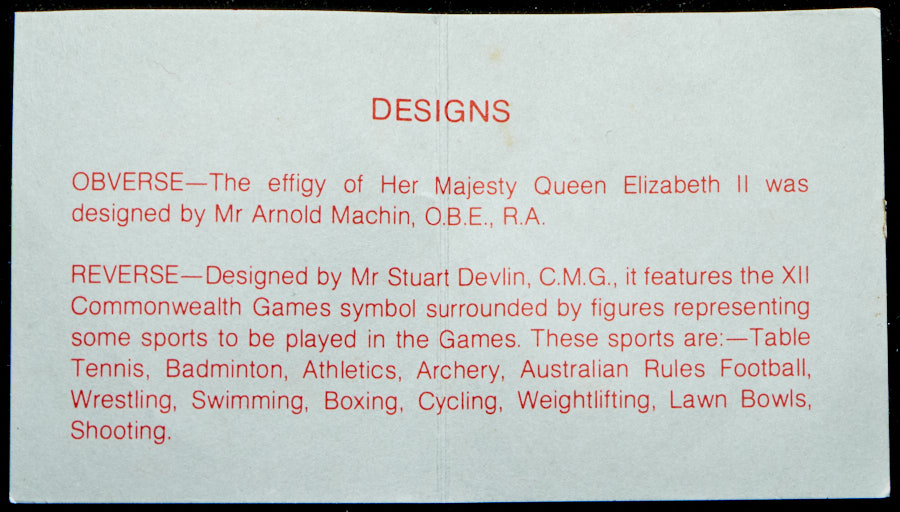 DESIGNS
OBVERSE—The effigy of Her Majesty Queen Elizabeth II was
designed by Mr Arnold Machin, O.B.E., R.A.
REVERSE—Designed by Mr Stuart Devlin, C.M.G., it features the XII
Commonwealth Games symbol surrounded by figures representing
some sports to be played in the Games. These sports are:—Table
Tennis, Badminton, Athletics, Archery, Australian Rules Football,
Wrestling, Swimming, Boxing, Cycling, Weightlifting, Lawn Bowls,
Shooting.